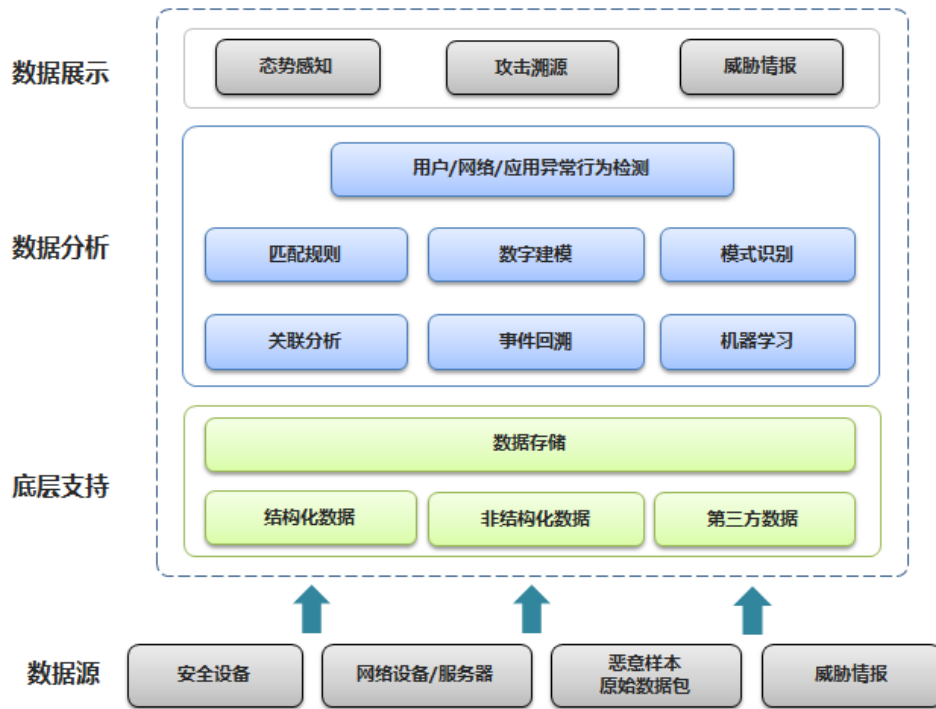 数据展示
态势感知
攻击溯源
威胁情报
数据分析
用户/网络/应用异常行为检测
匹配规则
数字建模
模式识别
关联分析
事件回溯
机器学习
底层支持
数据存储
结构化数据
非结构化数据
第三方数据
数据源
安全设备
网络设备/服务器
恶意样本
原始数据包
威胁情报